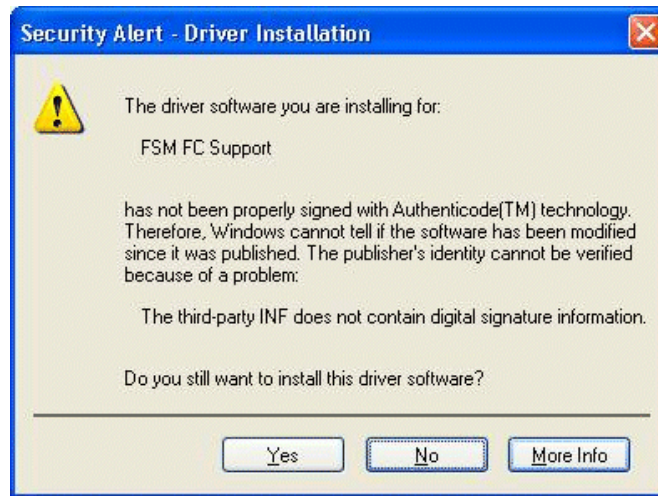 Security Alert - Driver Installation
The driver software you are installing for:
FSM FC Support
has not been properly signed with Authenticode(TM) technology.
Therefore, Windows cannot tell if the software has been modified
since it was published. The publisher's identity cannot be verified
because of a problem:
The third-party INF does not contain digital signature information.
Do you still want to install this driver software?
Yes
No
More Info